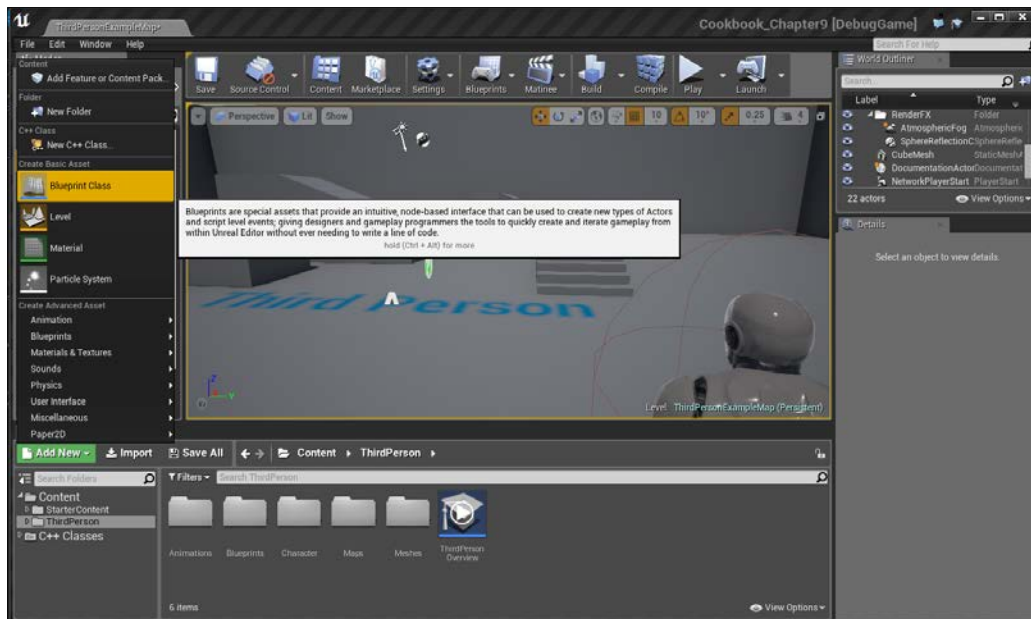 ThirdPersonExampleMap*
Cookbook_Chapter9 [DebugGame]
File Edit Window Help
Search For Help
Content
Add Feature or Content Pack...
Folder
New Folder
C++ Class
New C++ Class...
Create Basic Asset
Blueprint Class
Level
Material
Particle System
Create Advanced Asset
Animation
Blueprints
Materials & Textures
Sounds
Physics
User Interface
Miscellaneous
Paper2D
Save Source Control Content Marketplace Settings Blueprints Matinee Build Compile Play Launch
Perspective Lit Show 10 10° 0.25 4
Blueprints are special assets that provide an intuitive, node-based interface that can be used to create new types of Actors
and script level events; giving designers and gameplay programmers the tools to quickly create and iterate gameplay from
within Unreal Editor without ever needing to write a line of code.
hold (Ctrl + Alt) for more
Third Person
Z
Y
Level: ThirdPersonExampleMap (Persistent)
World Outliner
Search...
Label Type
RenderFX Folder
AtmosphericFog Atmospheric
SphereReflectionC SphereRefle
CubeMesh StaticMeshA
DocumentationActor Documentat
NetworkPlayerStart PlayerStart
22 actors View Options
Details
Select an object to view details.
Add New Import Save All Content ThirdPerson
Search Folders
Content
StarterContent
ThirdPerson
C++ Classes
Filters Search ThirdPerson
Animations Blueprints Character Maps Meshes ThirdPerson
Overview
6 items View Options